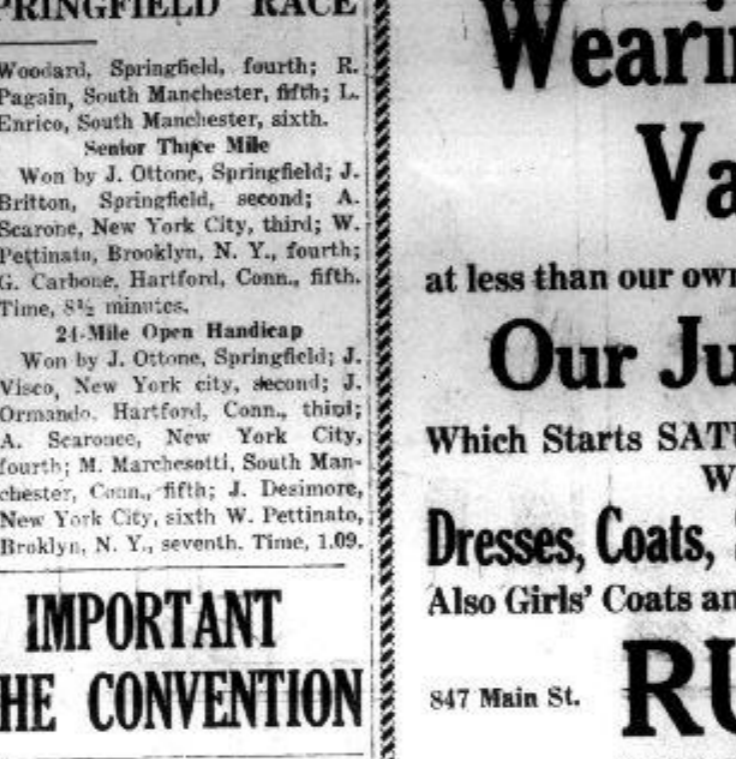 PRINGFIELD RACE
Woodard, Springfield, fourth; R.
Pagain, South Manchester, fifth; L.
Enrico, South Manchester, sixth.
Senior Three Mile
Won by J. Ottone, Springfield; J.
Britton, Springfield, second; A.
Scarone, New York City, third; W.
Pettinato, Brooklyn, N. Y., fourth;
G. Carbone, Hartford, Conn., fifth.
Time, 8½ minutes.
24-Mile Open Handicap
Won by J. Ottone, Springfield; J.
Visco, New York city, second; J.
Ormando, Hartford, Conn., third;
A. Scaronee, New York City,
fourth; M. Marchesotti, South Man-
chester, Conn., fifth; J. Desimore,
New York City, sixth W. Pettinato,
Broklyn, N. Y., seventh. Time, 1.09.
IMPORTANT
HE CONVENTION
Wearin
Va
at less than our own
Our Ju
Which Starts SATU
W
Dresses, Coats,
Also Girls' Coats an
847 Main St.
RU